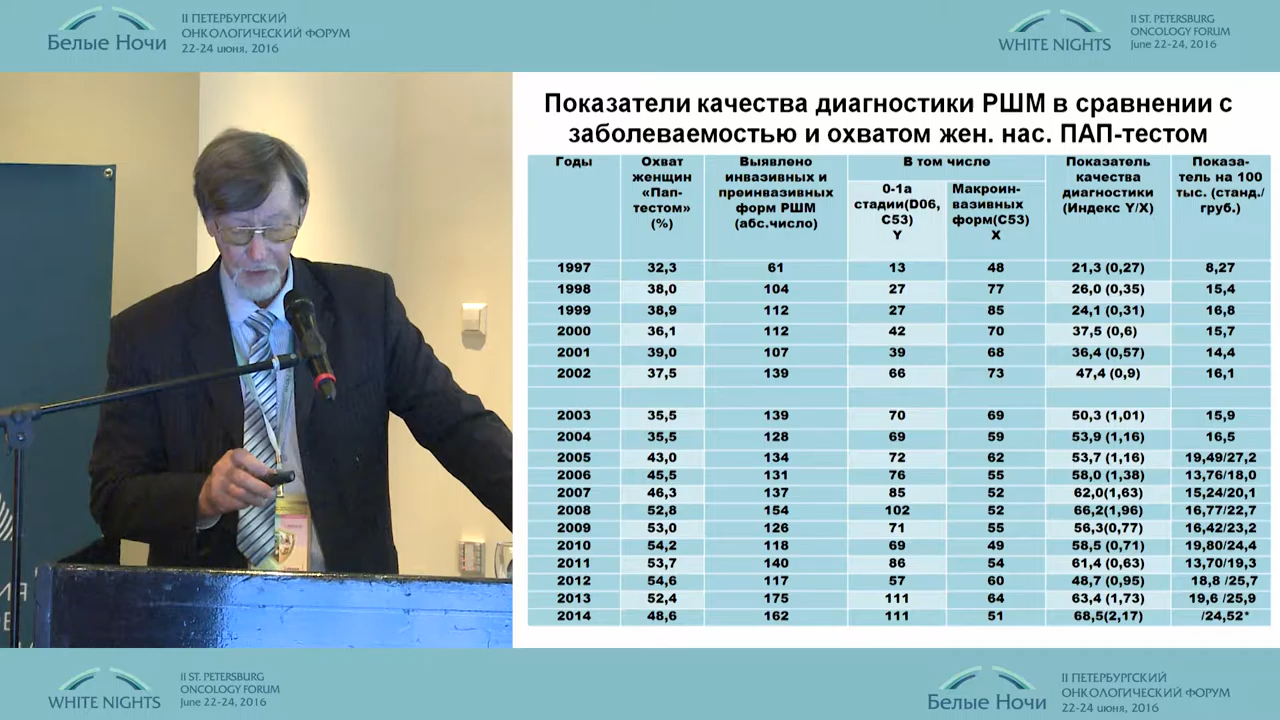 Белые Ночи
II ПЕТЕРБУРГСКИЙ
ОНКОЛОГИЧЕСКИЙ ФОРУМ
22-24 июня, 2016
WHITE NIGHTS
II ST. PETERSBURG
ONCOLOGY FORUM
June 22-24, 2016
Показатели качества диагностики РШМ в сравнении с
заболеваемостью и охватом жен. нас. ПАП-тестом
Годы
Охват
женщин
«Пап-
тестом»
(%)
Выявлено
инвазивных и
преинвазивных
форм РШМ
(абс.число)
В том числе
0-1а
стадии(D06,
C53)
Y
Макроин-
вазивных
форм(C53)
X
Показатель
качества
диагностики
(Индекс Y/X)
Показа-
тель на 100
тыс. (станд./
груб.)
1997 32,3 61 13 48 21,3 (0,27) 8,27
1998 38,0 104 27 77 26,0 (0,35) 15,4
1999 38,9 112 27 85 24,1 (0,31) 16,8
2000 36,1 112 42 70 37,5 (0,6) 15,7
2001 39,0 107 39 68 36,4 (0,57) 14,4
2002 37,5 139 66 73 47,4 (0,9) 16,1
2003 35,5 139 70 69 50,3 (1,01) 15,9
2004 35,5 128 69 59 53,9 (1,16) 16,5
2005 43,0 134 72 62 53,7 (1,16) 19,49/27,2
2006 45,5 131 76 55 58,0 (1,38) 13,76/18,0
2007 46,3 137 85 52 62,0(1,63) 15,24/20,1
2008 52,8 154 102 52 66,2(1,96) 16,77/22,7
2009 53,0 126 71 55 56,3(0,77) 16,42/23,2
2010 54,2 118 69 49 58,5 (0,71) 19,80/24,4
2011 53,7 140 86 54 61,4 (0,63) 13,70/19,3
2012 54,6 117 57 60 48,7 (0,95) 18,8 /25,7
2013 52,4 175 111 64 63,4 (1,73) 19,6 /25,9
2014 48,6 162 111 51 68,5(2,17) /24,52*
WHITE NIGHTS
II ST. PETERSBURG
ONCOLOGY FORUM
June 22-24, 2016
Белые Ночи
II ПЕТЕРБУРГСКИЙ
ОНКОЛОГИЧЕСКИЙ ФОРУМ
22-24 июня, 2016